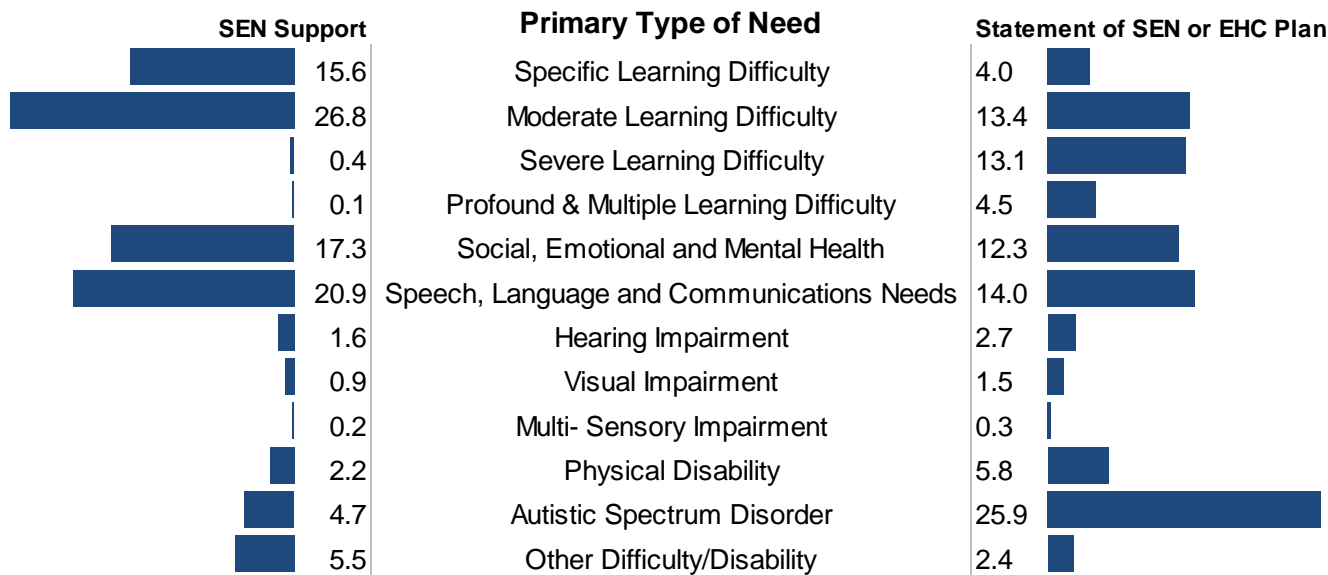 SEN Support Primary Type of Need Statement of SEN or EHC Plan
15.6 Specific Learning Difficulty 4.0
26.8 Moderate Learning Difficulty 13.4
0.4 Severe Learning Difficulty 13.1
0.1 Profound & Multiple Learning Difficulty 4.5
17.3 Social, Emotional and Mental Health 12.3
20.9 Speech, Language and Communications Needs 14.0
1.6 Hearing Impairment 2.7
0.9 Visual Impairment 1.5
0.2 Multi- Sensory Impairment 0.3
2.2 Physical Disability 5.8
4.7 Autistic Spectrum Disorder 25.9
5.5 Other Difficulty/Disability 2.4